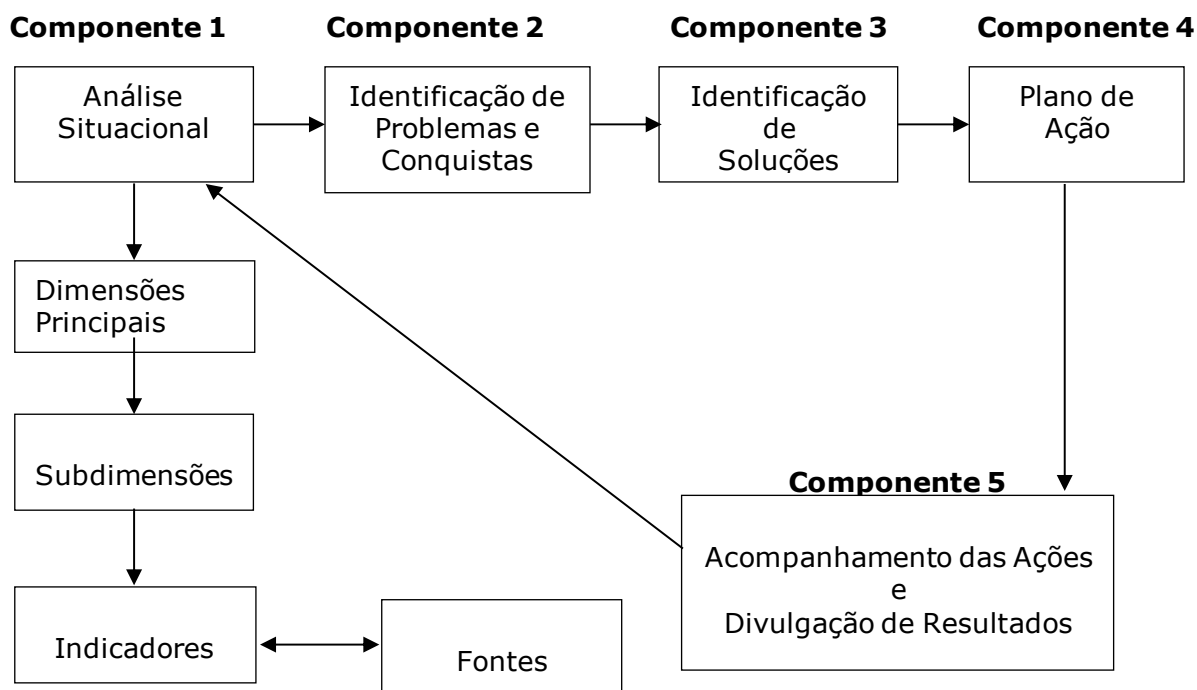 Componente 1
Componente 2
Componente 3
Componente 4
Análise
Situacional
Identificação de
Problemas e
Conquistas
Identificação
de
Soluções
Plano de
Ação
Dimensões
Principais
Subdimensões
Componente 5
Acompanhamento das Ações
e
Divulgação de Resultados
Indicadores
Fontes